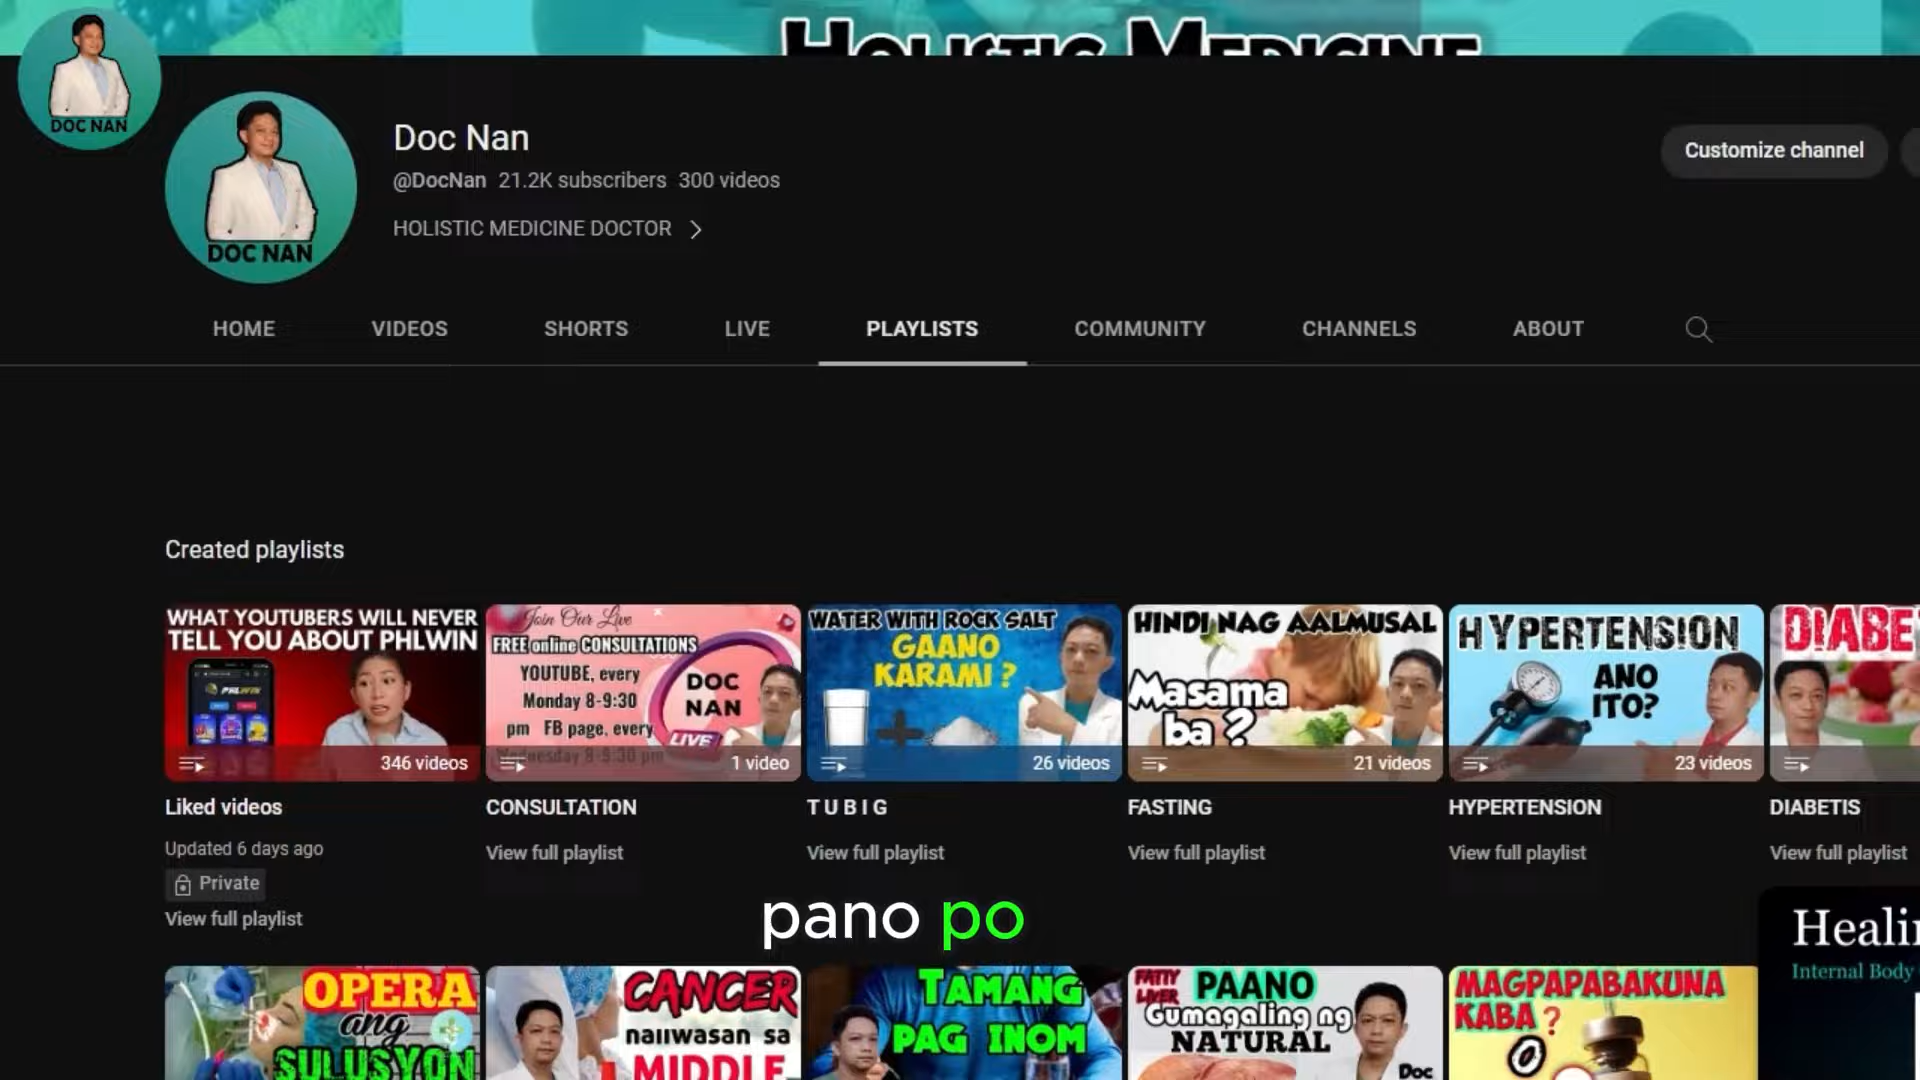 HOLISTIC MEDICINE
DOC NAN
DOC NAN
Doc Nan
@DocNan 21.2K subscribers 300 videos
HOLISTIC MEDICINE DOCTOR
Customize channel
HOME VIDEOS SHORTS LIVE PLAYLISTS COMMUNITY CHANNELS ABOUT
Created playlists
WHAT YOUTUBERS WILL NEVER
TELL YOU ABOUT PHLWIN
PHLWIN
346 videos
Liked videos
Updated 6 days ago
Private
View full playlist
Join Our Live
FREE online CONSULTATIONS
YOUTUBE, every
Monday 8-9:30
pm FB page, every
Wednesday 8-9:30 pm
DOC
NAN
LIVE
1 video
CONSULTATION
View full playlist
WATER WITH ROCK SALT
GAANO
KARAMI ?
26 videos
T U B I G
View full playlist
HINDI NAG AALMUSAL
Masama
ba ?
21 videos
FASTING
View full playlist
HYPERTENSION
ANO
ITO?
23 videos
HYPERTENSION
View full playlist
DIABE
DIABETIS
View full playlist
pano po
OPERA
ang
SULUSYON
CANCER
naiiwasan sa
MIDDLE
TAMANG
PAG INOM
FATTY
LIVER
PAANO
Gumagaling ng
NATURAL
Doc
MAGPAPABAKUNA
KABA ?
O
Healin
Internal Body